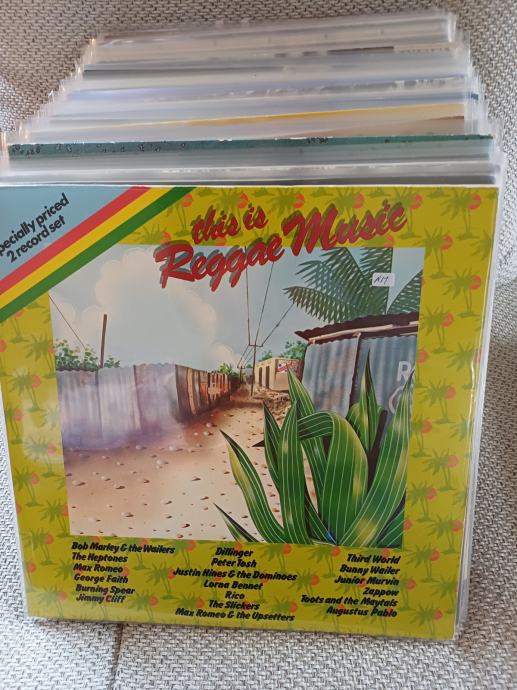 specially priced
2 record set
this is
Reggae Music
Bob Marley & the Wailers
The Heptones
Max Romeo
George Faith
Burning Spear
Jimmy Cliff
Dillinger
Peter Tosh
Justin Hines & the Dominoes
Lorna Bennet
Rico
The Slickers
Max Romeo & the Upsetters
Third World
Bunny Wailer
Junior Murvin
Zappow
Toots and the Maytals
Augustus Pablo